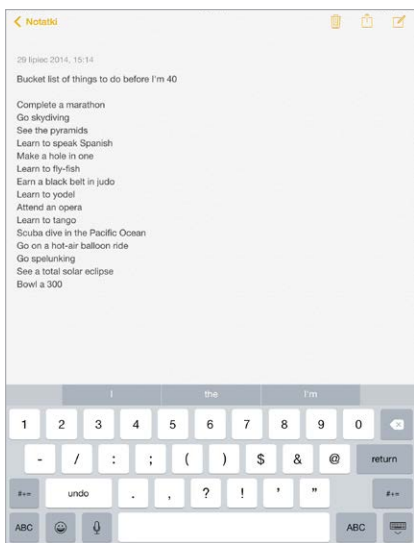 Notatki
29 lipiec 2014, 15:14
Bucket list of things to do before I'm 40
Complete a marathon
Go skydiving
See the pyramids
Learn to speak Spanish
Make a hole in one
Learn to fly-fish
Earn a black belt in judo
Learn to yodel
Attend an opera
Learn to tango
Scuba dive in the Pacific Ocean
Go on a hot-air balloon ride
Go spelunking
See a total solar eclipse
Bowl a 300
I the I'm
1 2 3 4 5 6 7 8 9 0
- / : ; ( ) $ & @ return
#+= undo . , ? ! ' " #+=
ABC ABC